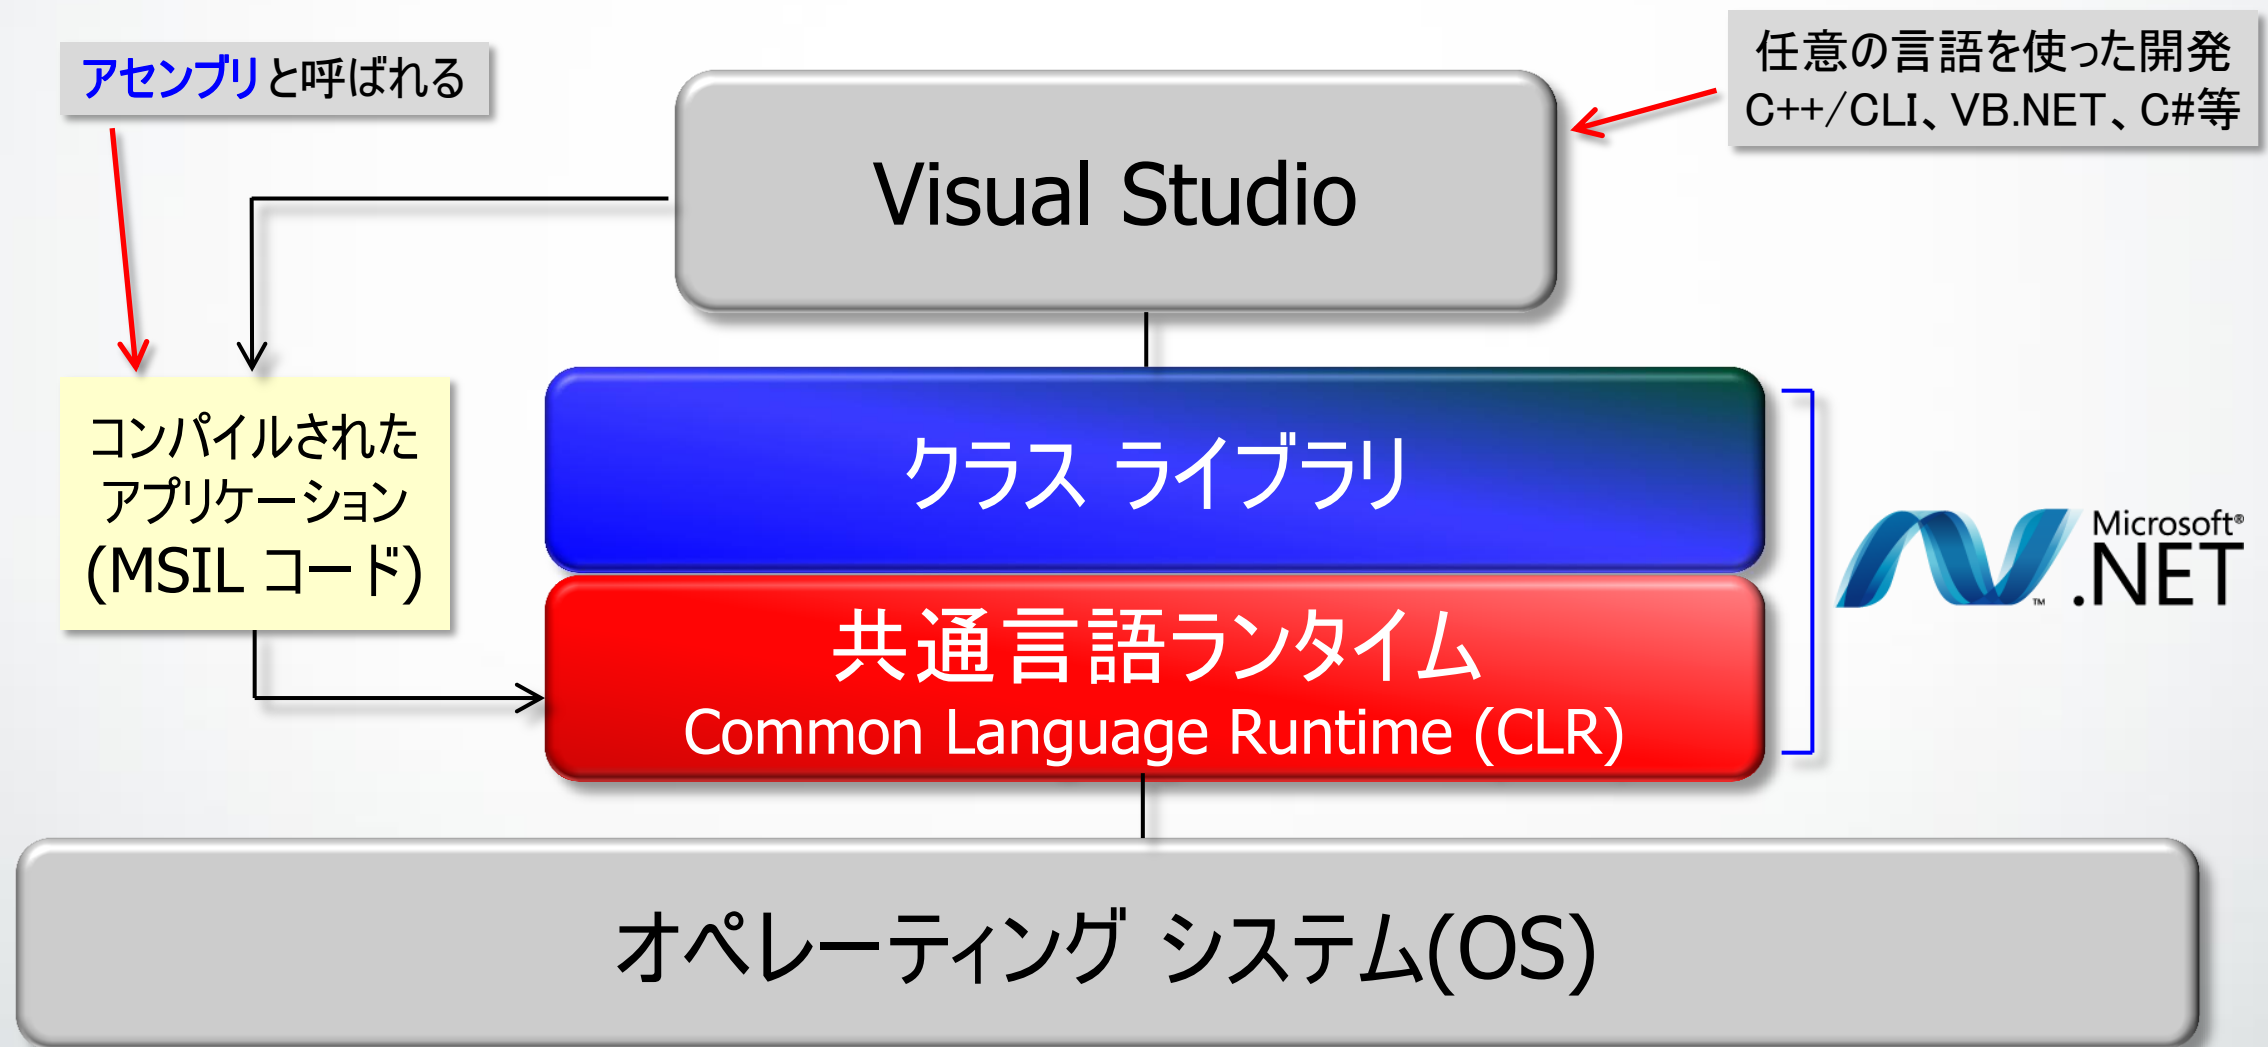 アセンブリと呼ばれる
任意の言語を使った開発
C++/CLI、VB.NET、C#等
Visual Studio
コンパイルされた
アプリケーション
(MSIL コード)
クラス ライブラリ
共通言語ランタイム
Common Language Runtime (CLR)
Microsoft®
.NET
™
オペレーティング システム(OS)